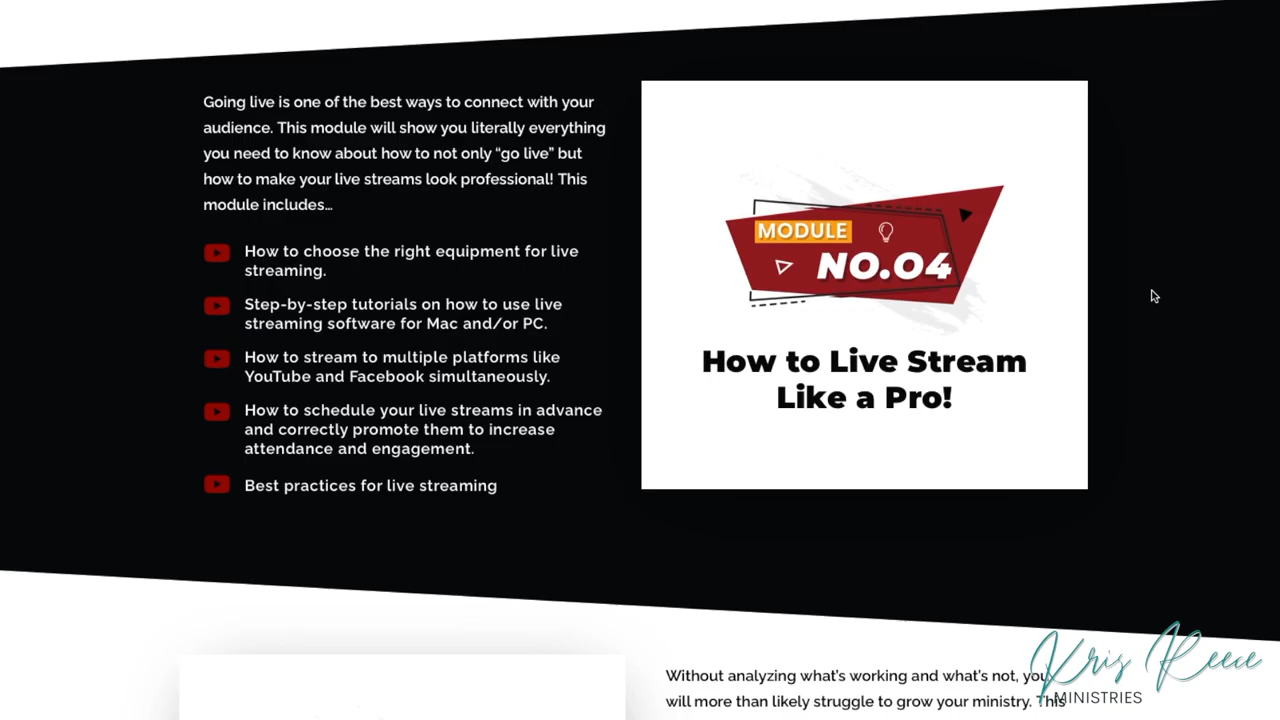 Going live is one of the best ways to connect with your
audience. This module will show you literally everything
you need to know about how to not only “go live” but
how to make your live streams look professional! This
module includes…
How to choose the right equipment for live
streaming.
Step-by-step tutorials on how to use live
streaming software for Mac and/or PC.
How to stream to multiple platforms like
YouTube and Facebook simultaneously.
How to schedule your live streams in advance
and correctly promote them to increase
attendance and engagement.
Best practices for live streaming
MODULE
NO.04
How to Live Stream
Like a Pro!
Without analyzing what’s working and what’s not, you
will more than likely struggle to grow your ministry. This
Kris Reece
MINISTRIES